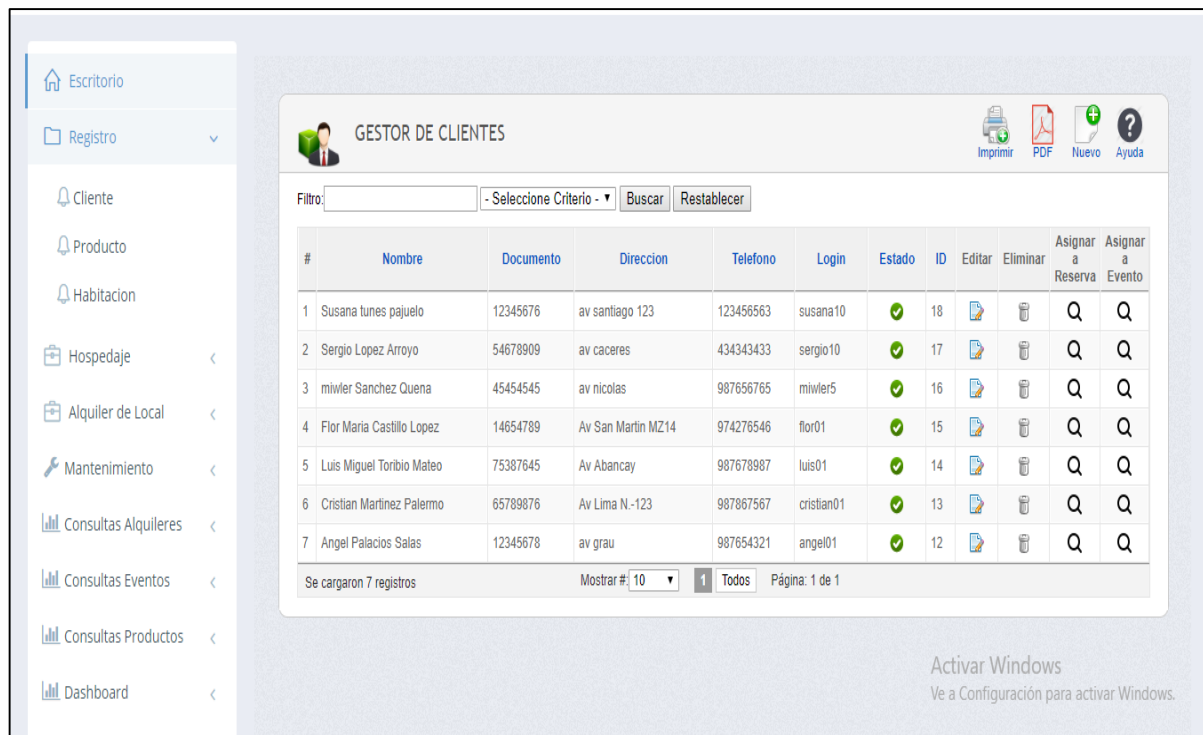 Escritorio
Registro
Cliente
Producto
Habitacion
Hospedaje
Alquiler de Local
Mantenimiento
Consultas Alquileres
Consultas Eventos
Consultas Productos
Dashboard
GESTOR DE CLIENTES
Imprimir PDF Nuevo Ayuda
Filtro: - Seleccione Criterio - Buscar Restablecer
# Nombre Documento Direccion Telefono Login Estado ID Editar Eliminar Asignar a Reserva Asignar a Evento
1 Susana tunes pajuelo 12345676 av santiago 123 123456563 susana10 18
2 Sergio Lopez Arroyo 54678909 av caceres 434343433 sergio10 17
3 miwler Sanchez Quena 45454545 av nicolas 987656765 miwler5 16
4 Flor Maria Castillo Lopez 14654789 Av San Martin MZ14 974276546 flor01 15
5 Luis Miguel Toribio Mateo 75387645 Av Abancay 987678987 luis01 14
6 Cristian Martinez Palermo 65789876 Av Lima N.-123 987867567 cristian01 13
7 Angel Palacios Salas 12345678 av grau 987654321 angel01 12
Se cargaron 7 registros Mostrar #: 10 1 Todos Página: 1 de 1
Activar Windows
Ve a Configuración para activar Windows.